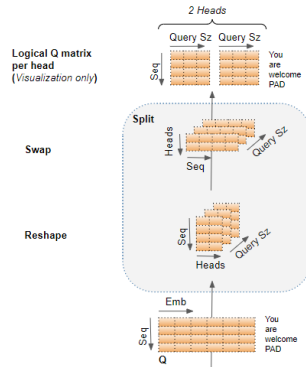 2 Heads
Query Sz Query Sz
Logical Q matrix
per head
(Visualization only)
Seq
You
are
welcome
PAD
Split
Swap
Heads
Seq
Query Sz
Reshape
Seq
Heads
Query Sz
Emb
Seq
You
are
welcome
PAD
Q